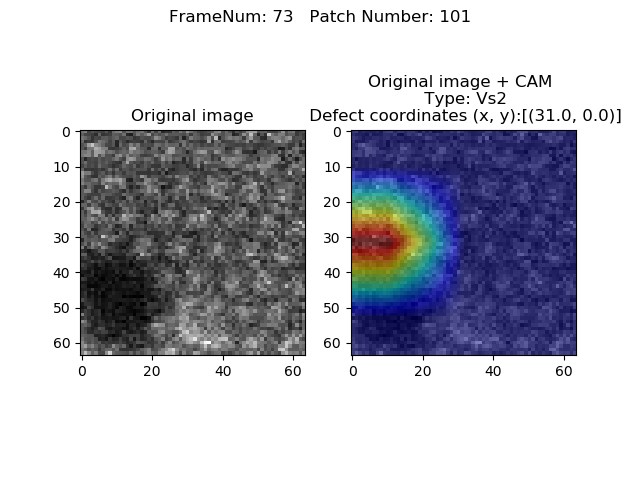 FrameNum: 73   Patch Number: 101
Original image
Original image + CAM
Type: Vs2
Defect coordinates (x, y):[(31.0, 0.0)]
0
10
20
30
40
50
60
0 20 40 60
0
10
20
30
40
50
60
0 20 40 60